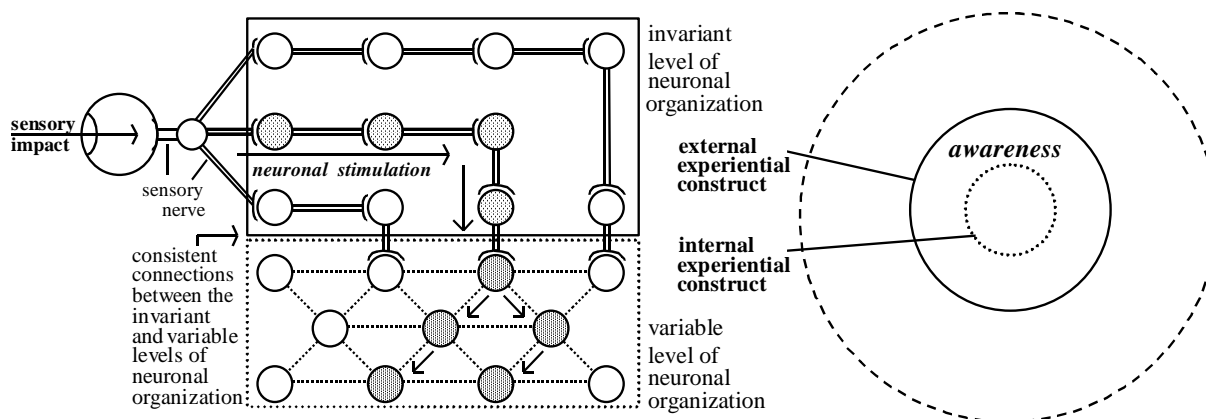 sensory
impact
sensory
nerve
neuronal stimulation
invariant
level of
neuronal
organization
consistent
connections
between the
invariant
and variable
levels of
neuronal
organization
variable
level of
neuronal
organization
external
experiential
construct
awareness
internal
experiential
construct